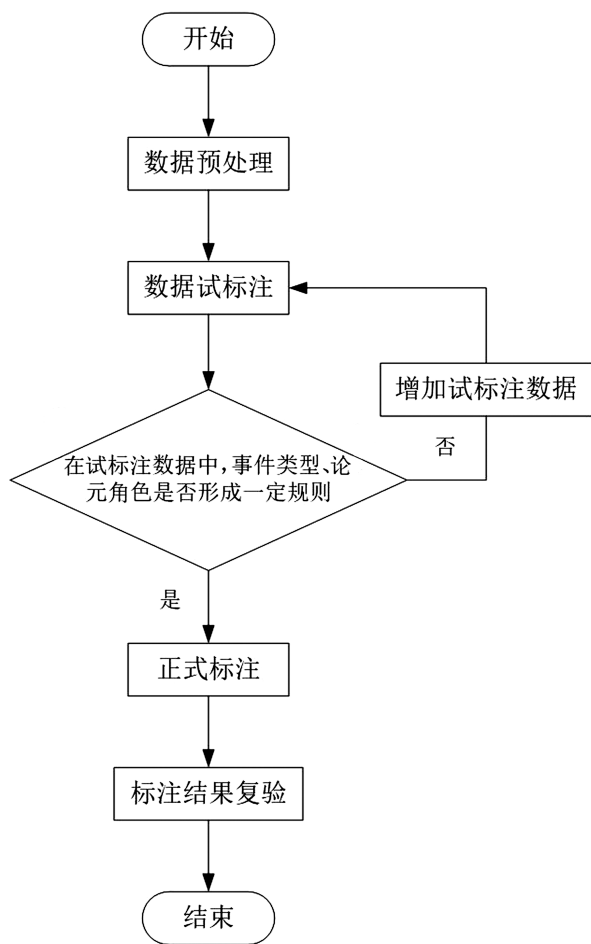 开始
数据预处理
数据试标注
增加试标注数据
否
在试标注数据中，事件类型、论
元角色是否形成一定规则
是
正式标注
标注结果复验
结束